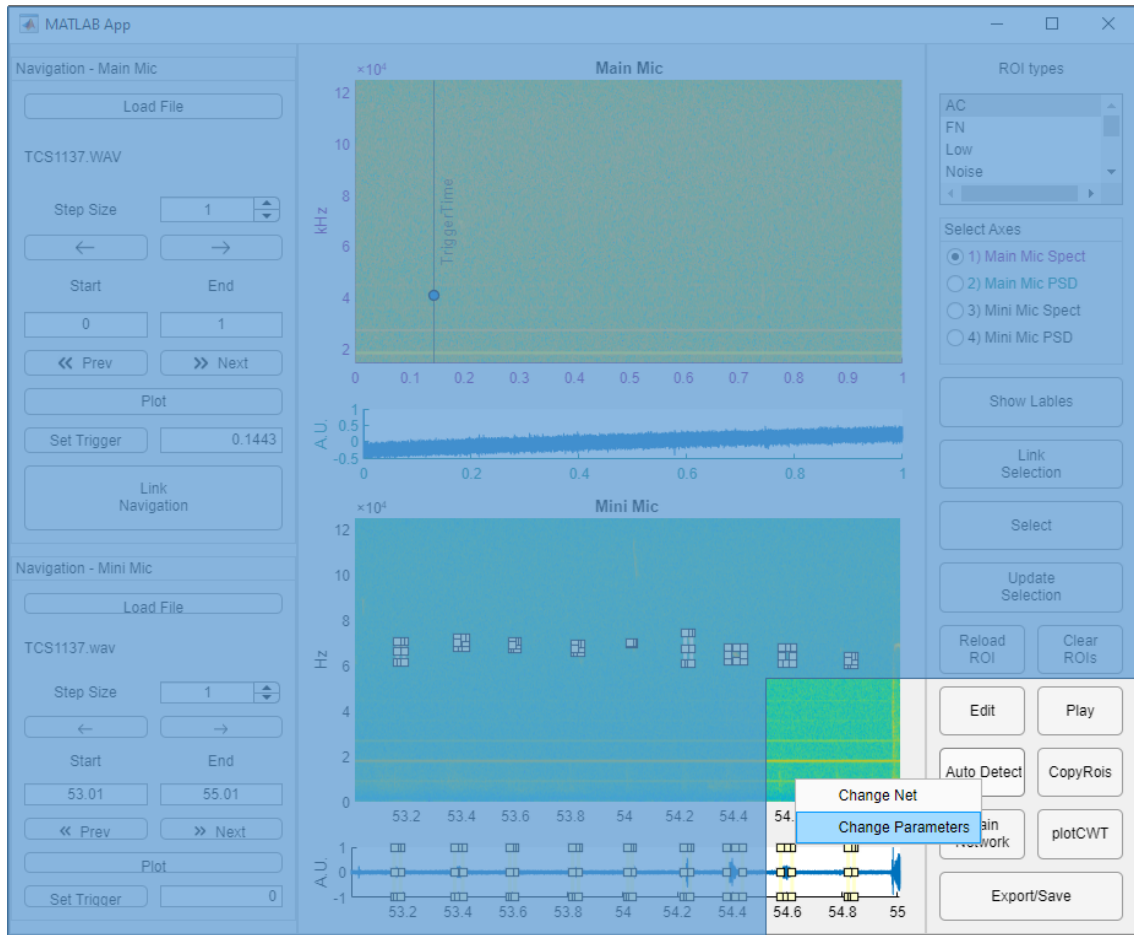 MATLAB App
Navigation - Main Mic
Load File
TCS1137.WAV
Step Size
1
Start
End
0
1
Prev
Next
Plot
Set Trigger
0.1443
Link
Navigation
Navigation - Mini Mic
Load File
TCS1137.wav
Step Size
1
Start
End
53.01
55.01
Prev
Next
Plot
Set Trigger
0
Main Mic
×10⁴
12
10
8
6
4
2
kHz
TriggerTime
0 0.1 0.2 0.3 0.4 0.5 0.6 0.7 0.8 0.9 1
A.U.
1
0.5
0
-0.5
0 0.2 0.4 0.6 0.8 1
Mini Mic
×10⁴
12
10
8
6
4
2
0
Hz
53.2 53.4 53.6 53.8 54 54.2 54.4 54.
A.U.
1
0
-1
53.2 53.4 53.6 53.8 54 54.2 54.4 54.6 54.8 55
ROI types
AC
FN
Low
Noise
Select Axes
1) Main Mic Spect
2) Main Mic PSD
3) Mini Mic Spect
4) Mini Mic PSD
Show Lables
Link
Selection
Select
Update
Selection
Reload
ROI
Clear
ROIs
Edit
Play
Auto Detect
CopyRois
Change Net
Change Parameters
ain
Network
plotCWT
Export/Save